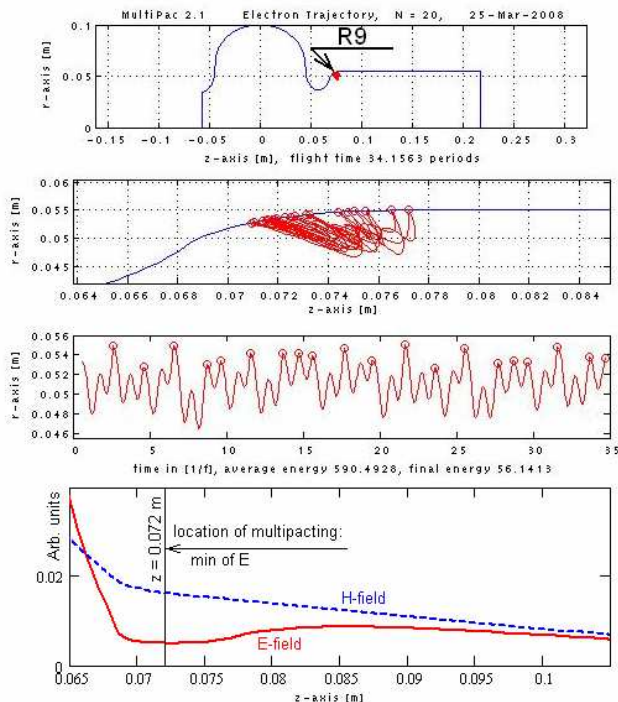 MultiPac 2.1 Electron Trajectory, N = 20, 25-Mar-2008
R9
r-axis [m]
0.1
0.05
0
-0.15 -0.1 -0.05 0 0.05 0.1 0.15 0.2 0.25 0.3
z-axis [m], flight time 34.1563 periods
r-axis [m]
0.06
0.055
0.05
0.045
0.064 0.066 0.068 0.07 0.072 0.074 0.076 0.078 0.08 0.082 0.084
z-axis [m]
r-axis [m]
0.056
0.054
0.052
0.05
0.048
0.046
0 5 10 15 20 25 30 35
time in [1/f], average energy 590.4928, final energy 56.1413
Arb. units
0.02
0
z = 0.072 m
location of multipacting:
min of E
H-field
E-field
0.065 0.07 0.075 0.08 0.085 0.09 0.095 0.1
z-axis [m]